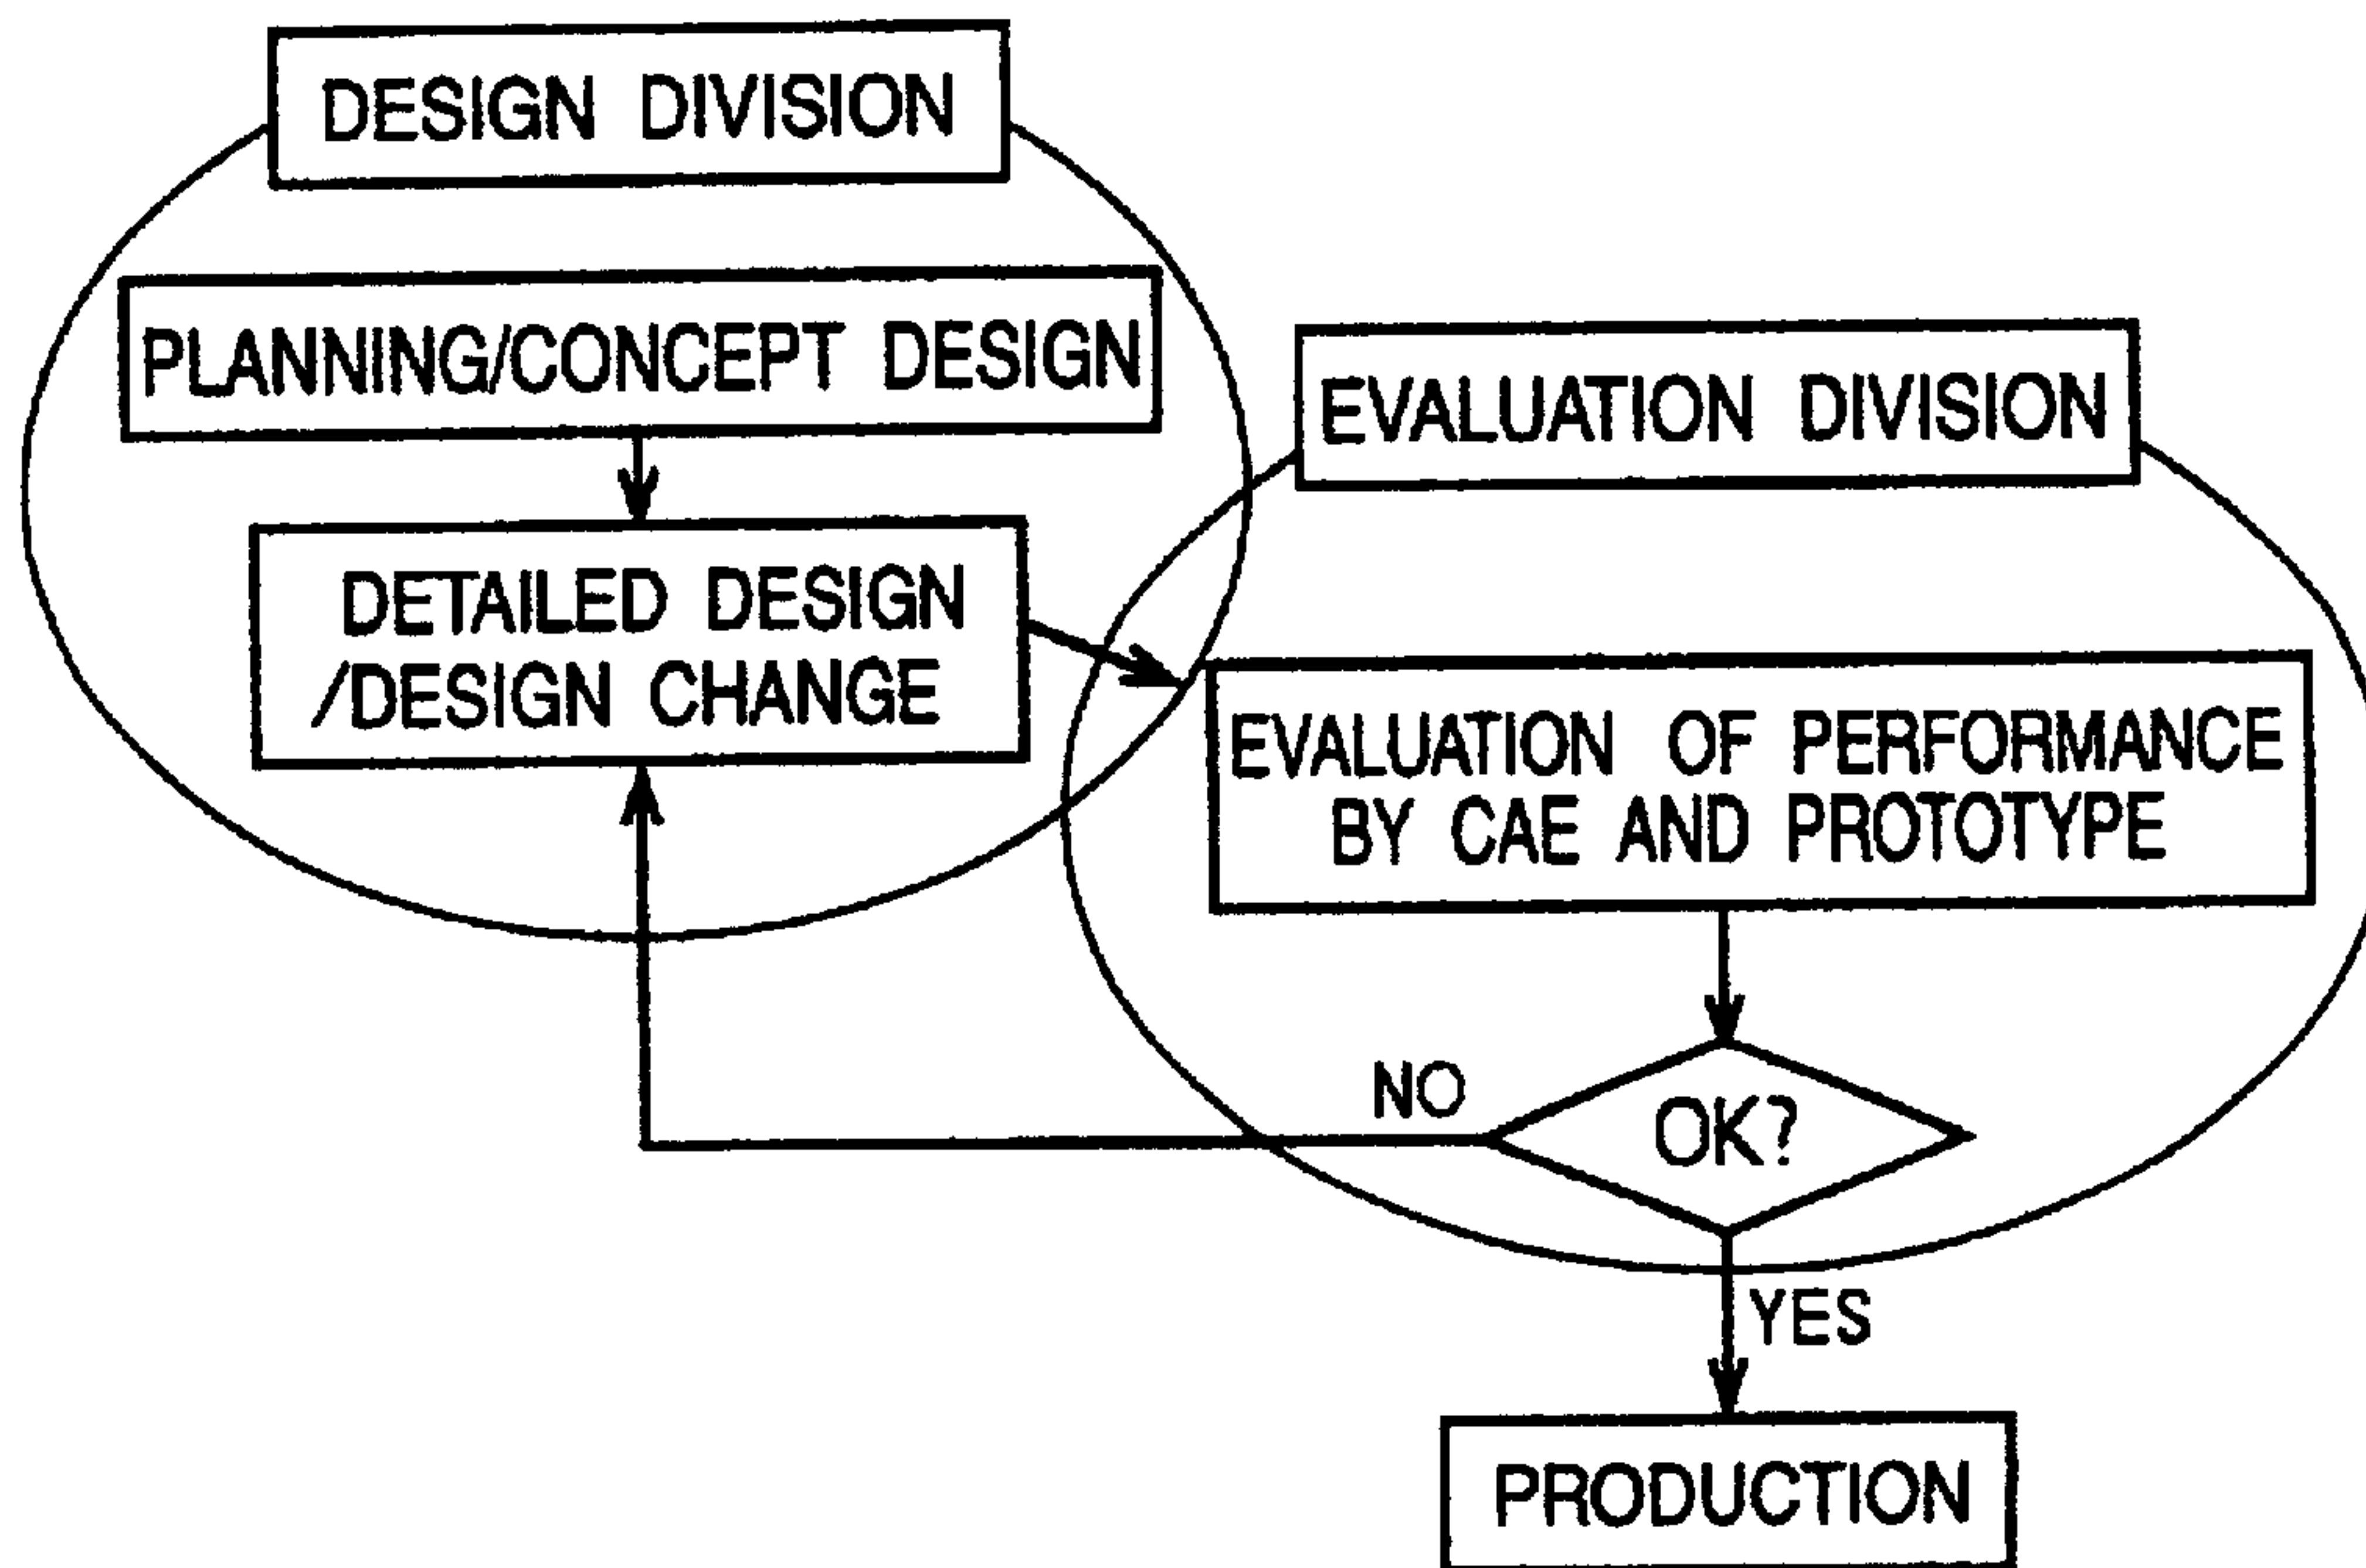 DESIGN DIVISION
PLANNING/CONCEPT DESIGN
DETAILED DESIGN
/DESIGN CHANGE
EVALUATION DIVISION
EVALUATION OF PERFORMANCE
BY CAE AND PROTOTYPE
OK?
NO
YES
PRODUCTION